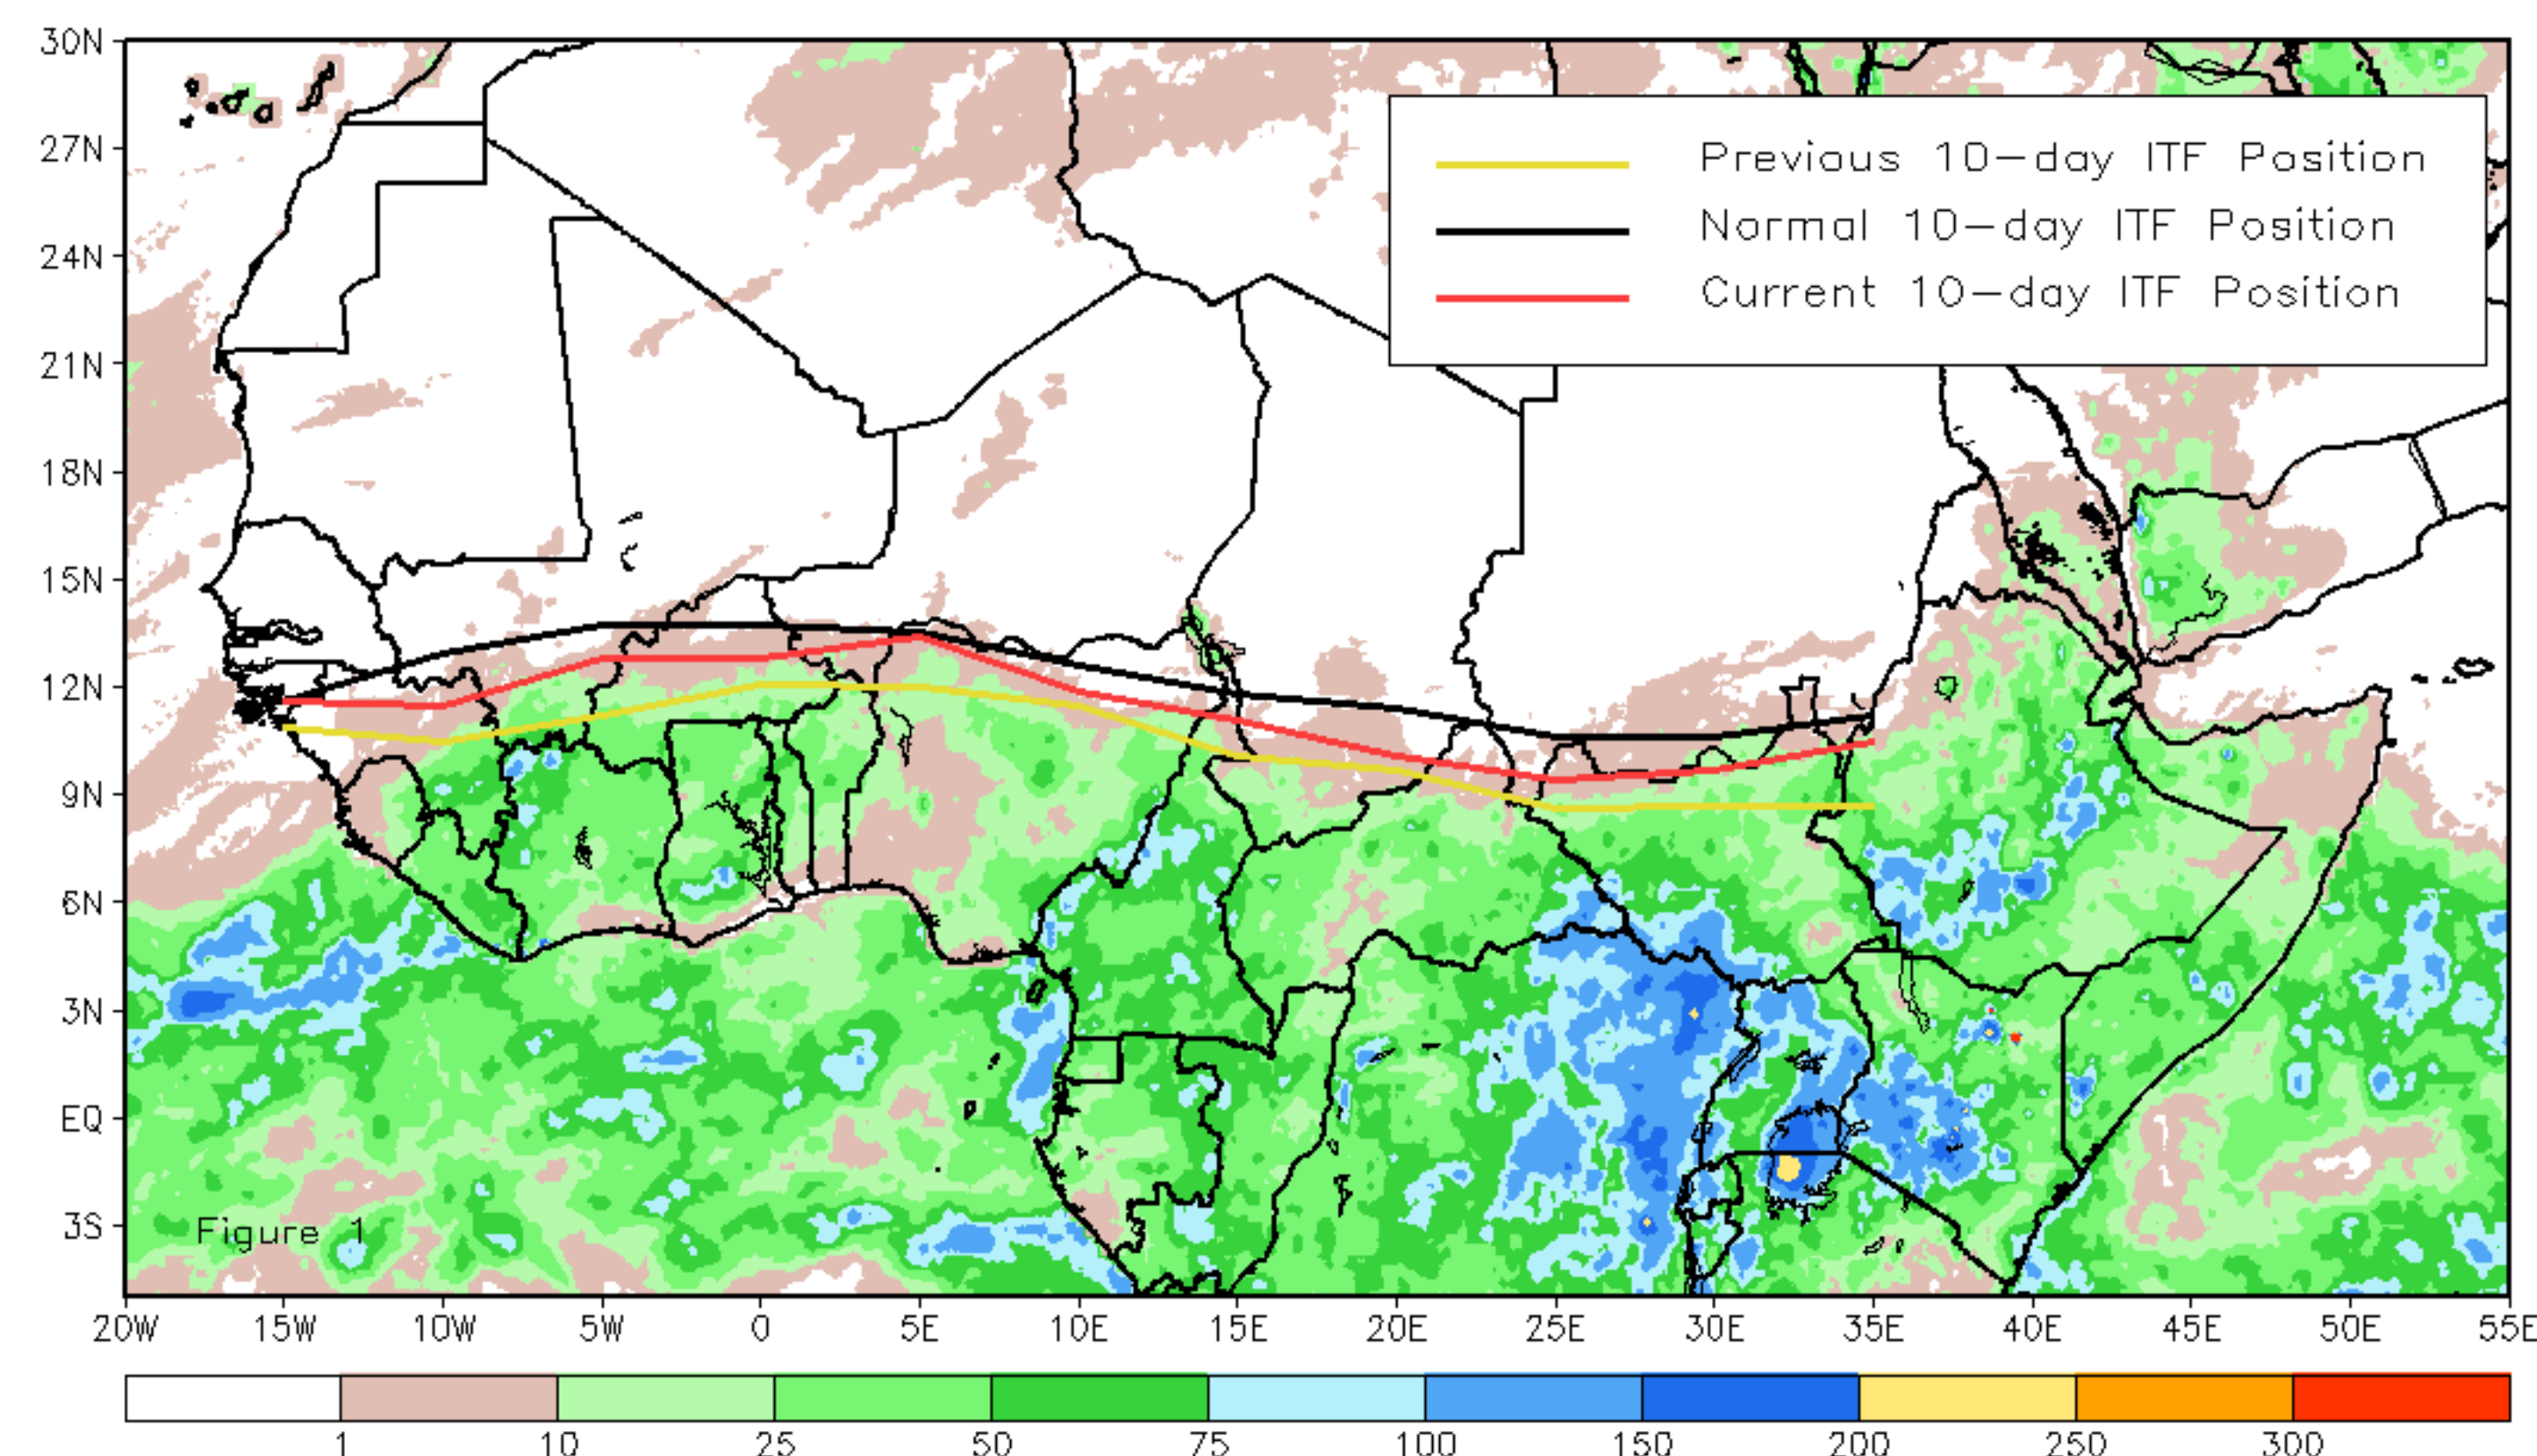 30N
27N
24N
21N
18N
15N
12N
9N
6N
3N
EQ
3S
Previous 10-day ITF Position
Normal 10-day ITF Position
Current 10-day ITF Position
Figure 1
20W 15W 10W 5W 0 5E 10E 15E 20E 25E 30E 35E 40E 45E 50E 55E
1 10 25 50 75 100 150 200 250 300